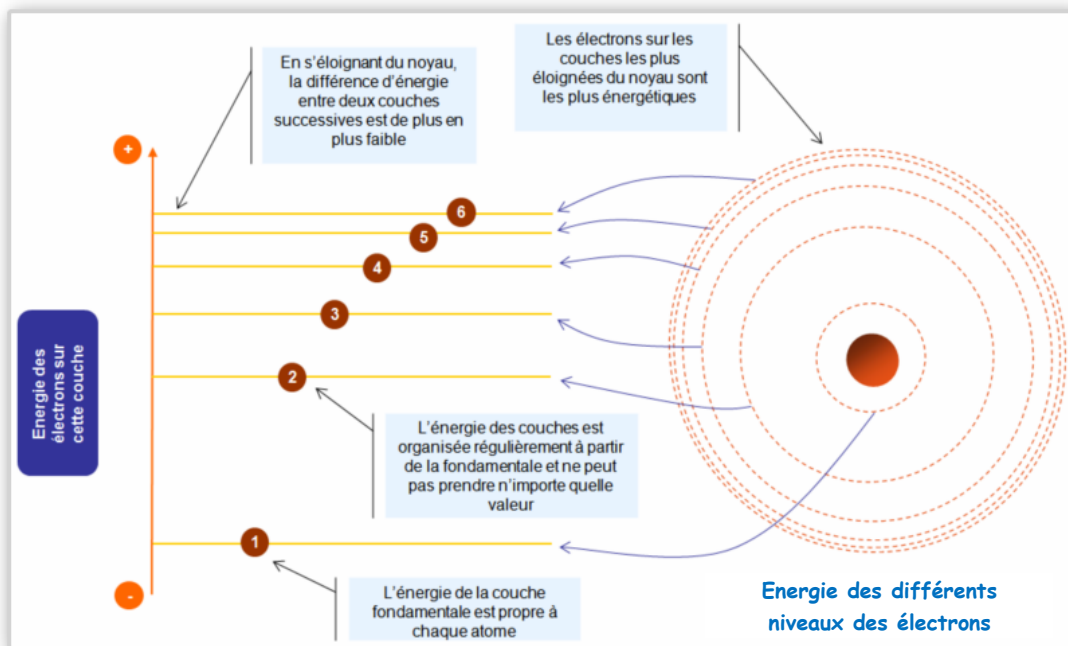 En s'éloignant du noyau,
la différence d'énergie
entre deux couches
successives est de plus en
plus faible
Les électrons sur les
couches les plus
éloignées du noyau sont
les plus énergétiques
+
6
5
4
3
2
1
-
Energie des
électrons sur
cette couche
L'énergie des couches est
organisée régulièrement à partir
de la fondamentale et ne peut
pas prendre n'importe quelle
valeur
L'énergie de la couche
fondamentale est propre à
chaque atome
Energie des différents
niveaux des électrons